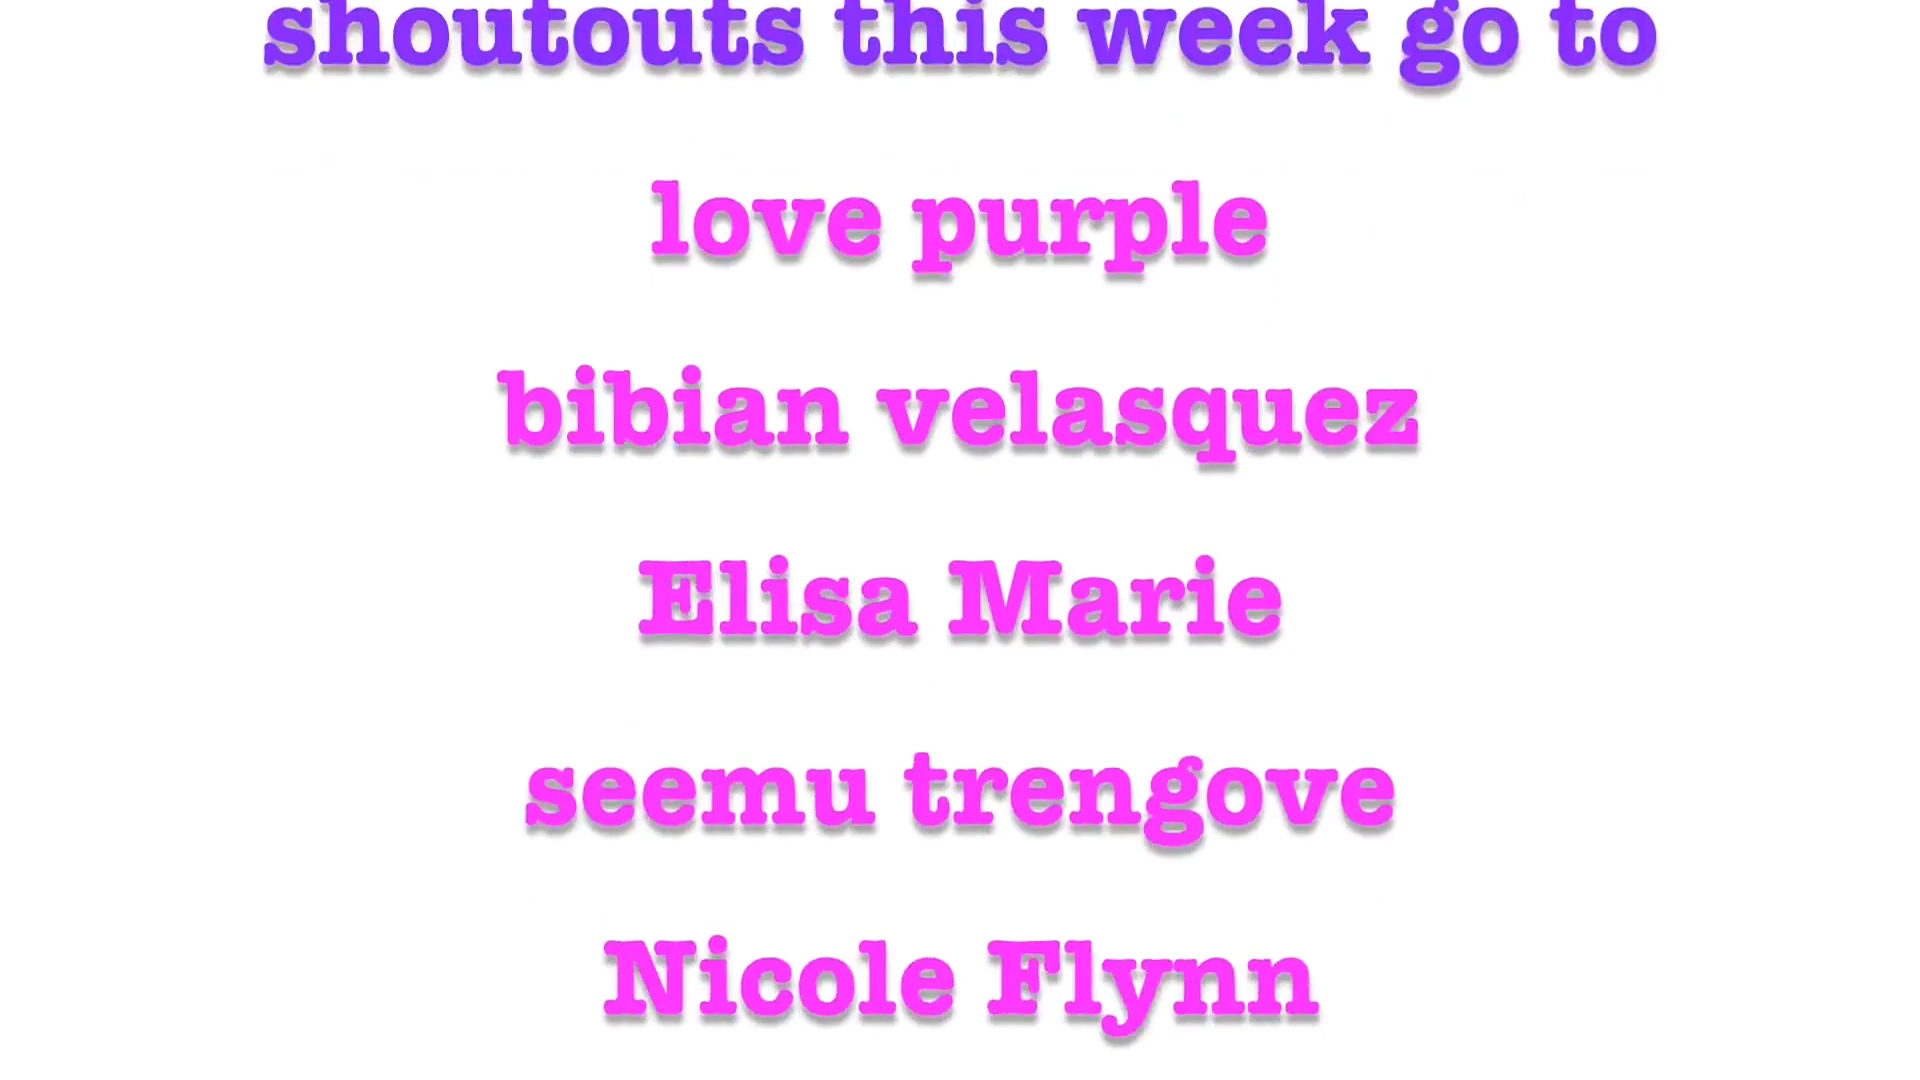 shoutouts this week go to
love purple
bibian velasquez
Elisa Marie
seemu trengove
Nicole Flynn